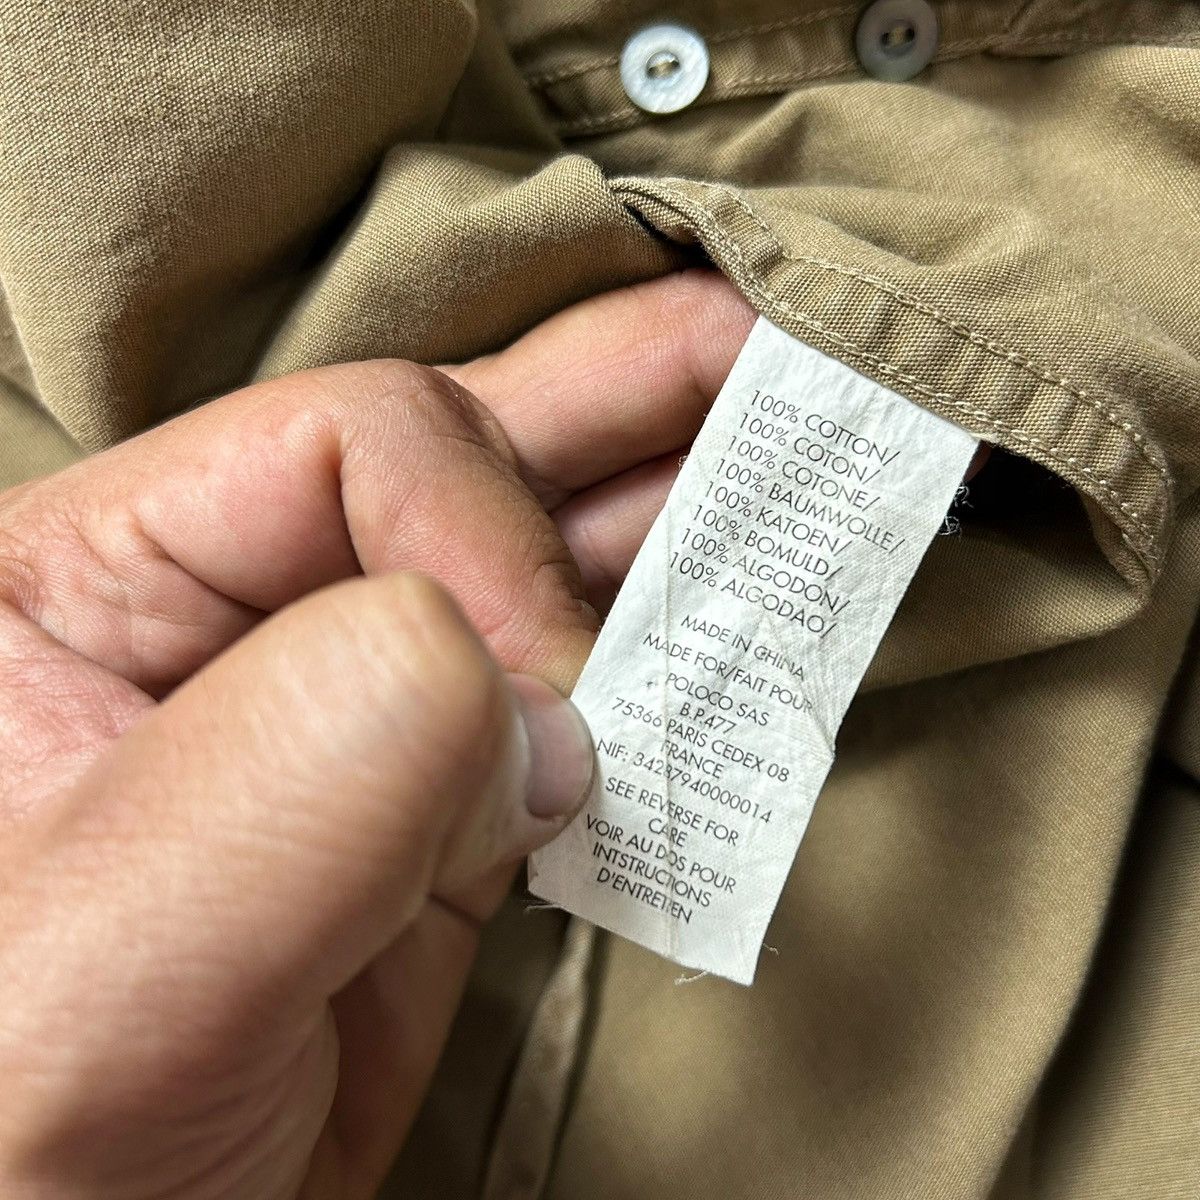 100% COTTON/
100% COTON/
100% COTONE/
100% BAUMWOLLE/
100% KATOEN/
100% BOMULD/
100% ALGODON/
100% ALGODAO/
MADE IN CHINA
MADE FOR/FAIT POUR
POLOCO SAS
B.P.477
75366 PARIS CEDEX 08
FRANCE
NIF: 34287940000014
SEE REVERSE FOR
CARE
VOIR AU DOS POUR
INTSTRUCTIONS
D'ENTRETIEN